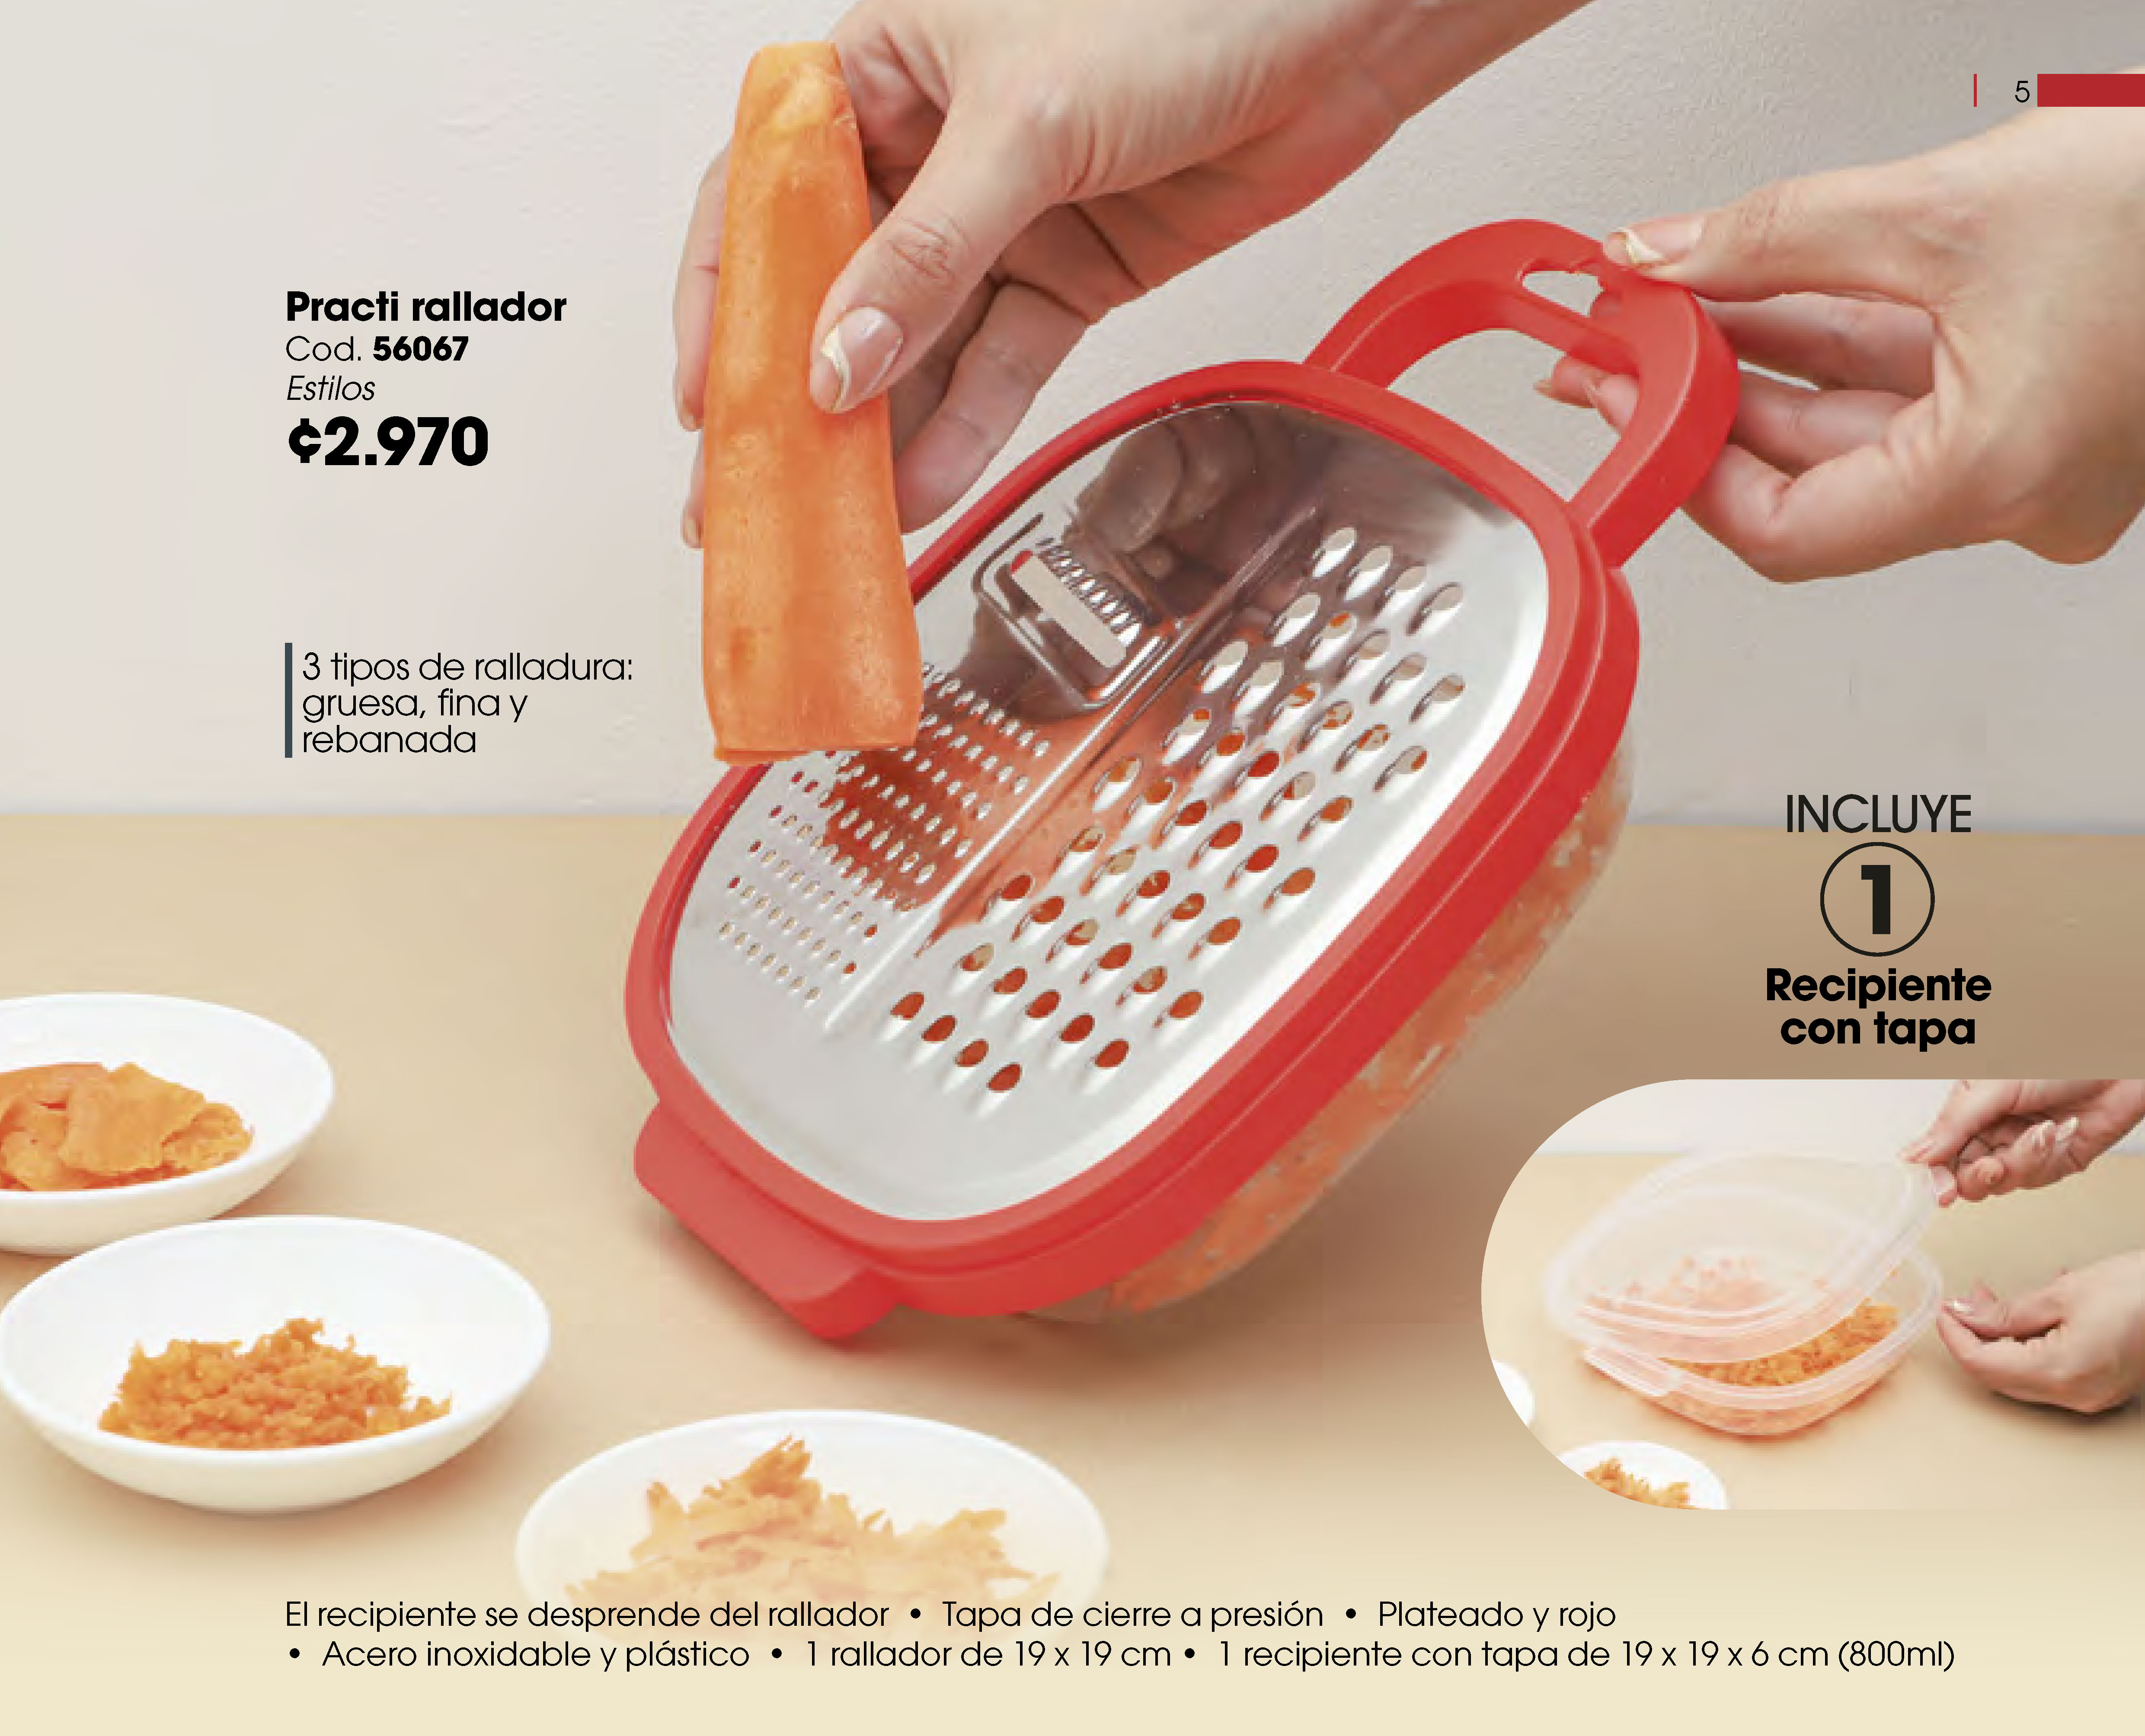 5
Practi rallador
Cod. 56067
Estilos
¢2.970
3 tipos de ralladura:
gruesa, fina y
rebanada
INCLUYE
1
Recipiente
con tapa
El recipiente se desprende del rallador • Tapa de cierre a presión • Plateado y rojo
• Acero inoxidable y plástico • 1 rallador de 19 x 19 cm • 1 recipiente con tapa de 19 x 19 x 6 cm (800ml)